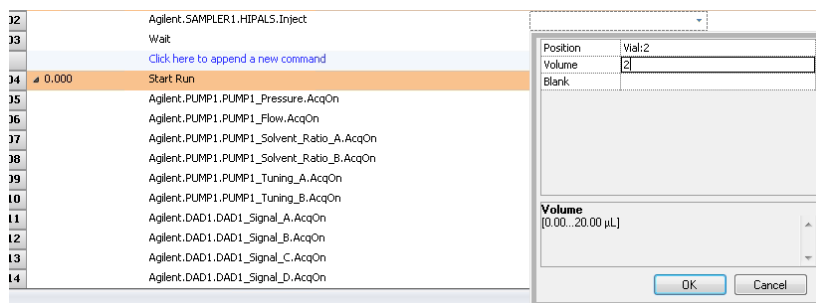 02 Agilent.SAMPLER1.HIPALS.Inject
03 Wait
Click here to append a new command
04 0.000 Start Run
05 Agilent.PUMP1.PUMP1_Pressure.AcqOn
06 Agilent.PUMP1.PUMP1_Flow.AcqOn
07 Agilent.PUMP1.PUMP1_Solvent_Ratio_A.AcqOn
08 Agilent.PUMP1.PUMP1_Solvent_Ratio_B.AcqOn
09 Agilent.PUMP1.PUMP1_Tuning_A.AcqOn
10 Agilent.PUMP1.PUMP1_Tuning_B.AcqOn
11 Agilent.DAD1.DAD1_Signal_A.AcqOn
12 Agilent.DAD1.DAD1_Signal_B.AcqOn
13 Agilent.DAD1.DAD1_Signal_C.AcqOn
14 Agilent.DAD1.DAD1_Signal_D.AcqOn
Position Vial:2
Volume 2
Blank
Volume
[0.00...20.00 µL]
OK Cancel